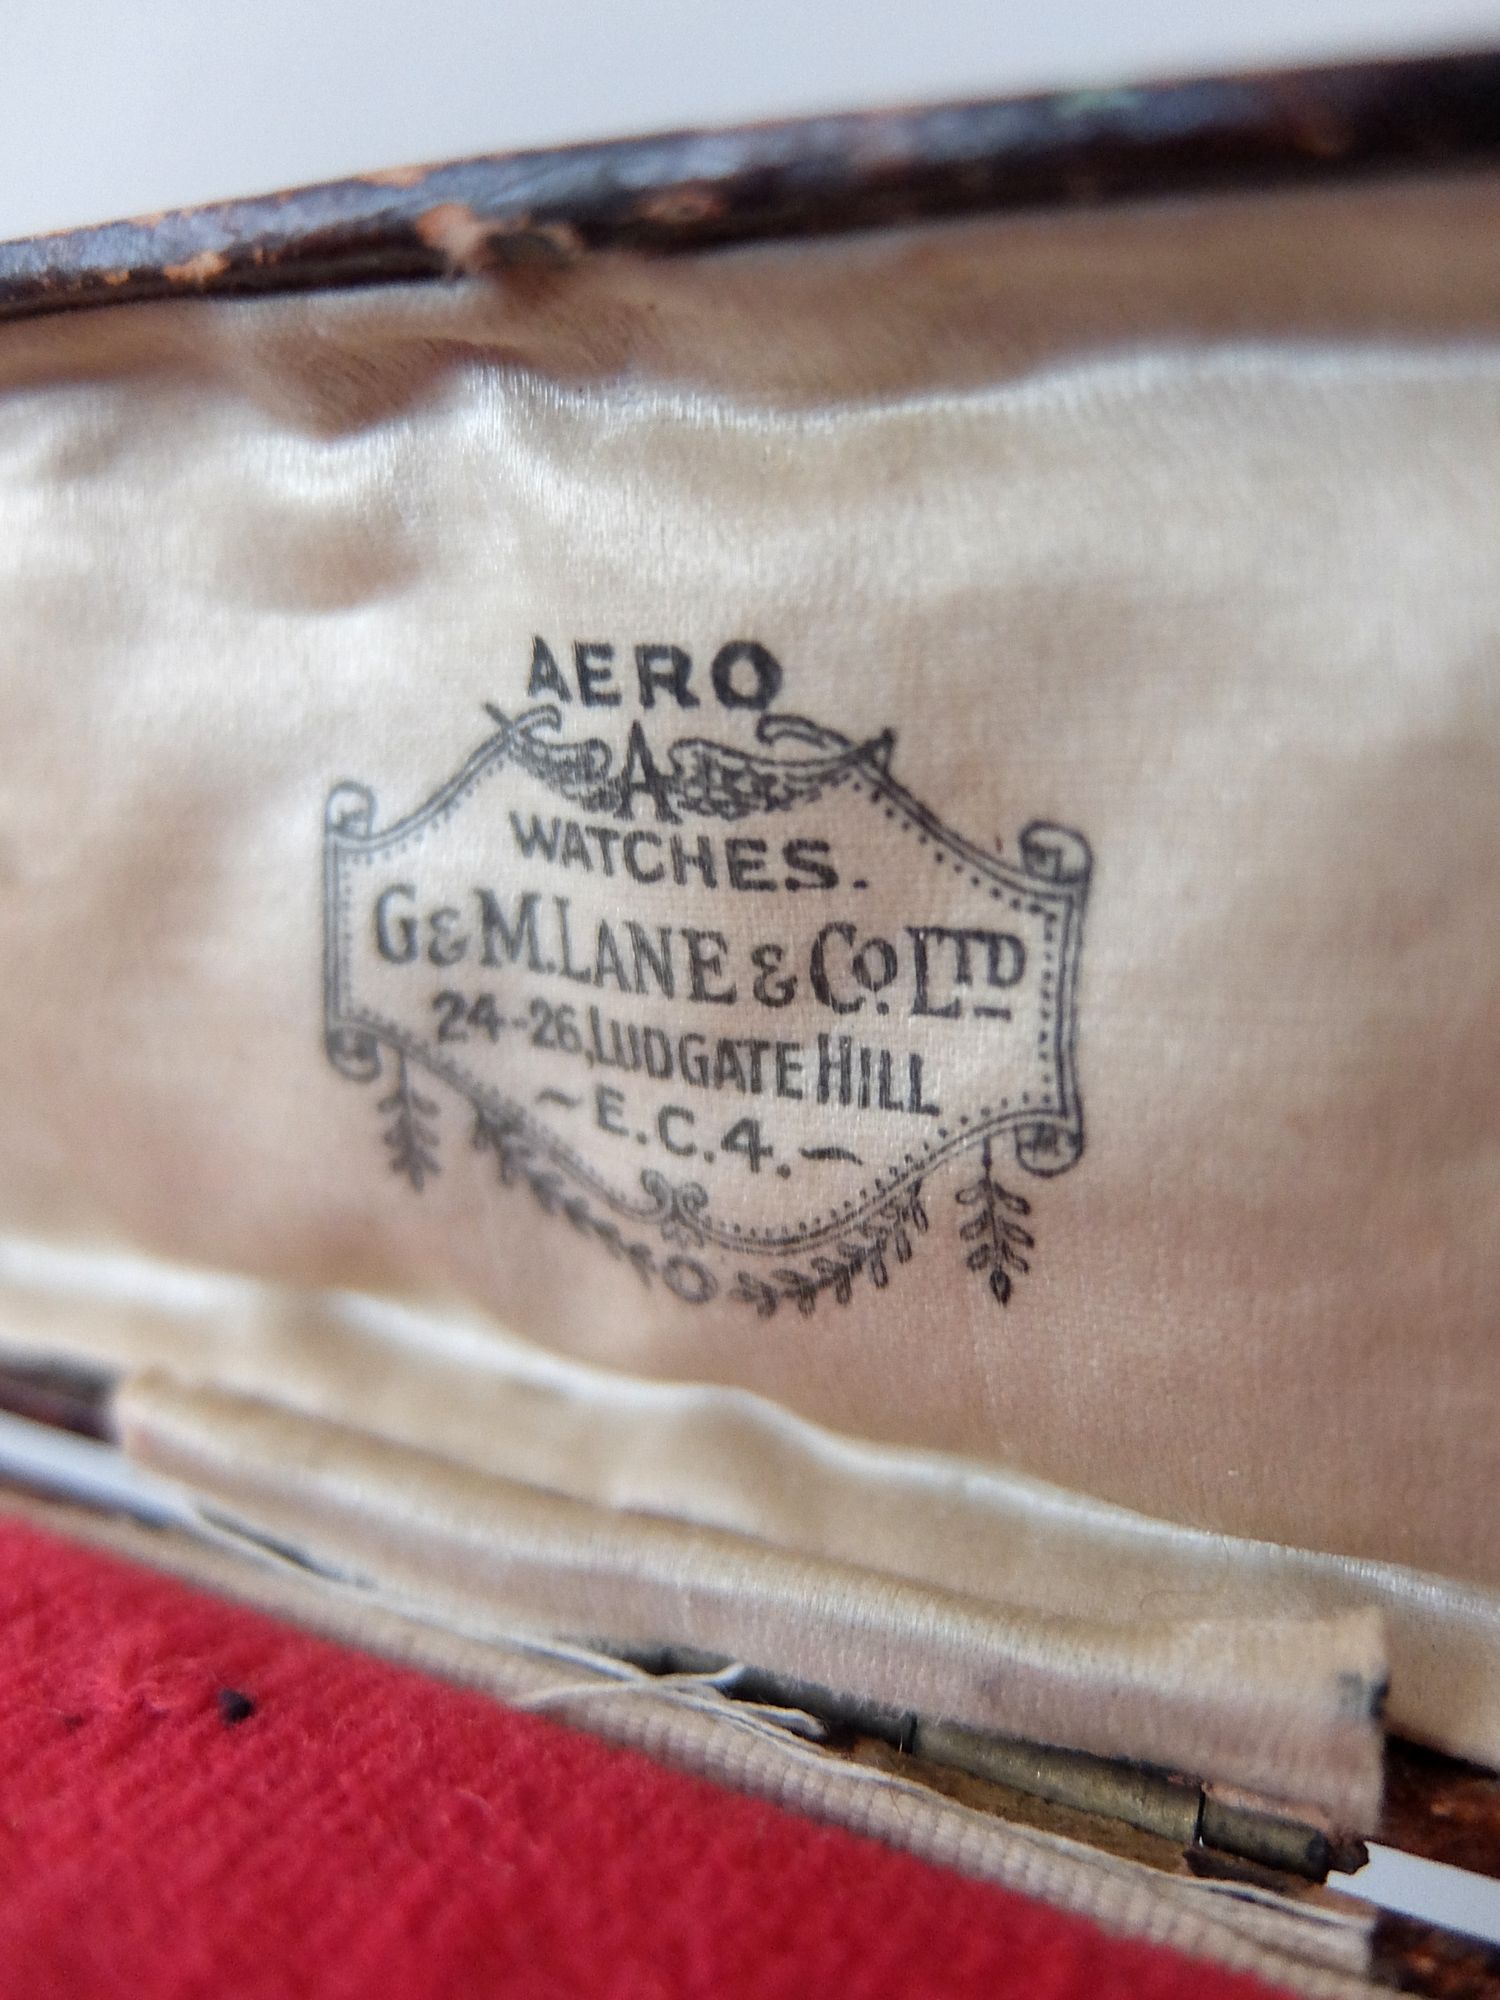 AERO
A
WATCHES.
G & M. LANE & Co. LTD
24-26, LUDGATE HILL
~ E.C.4. ~